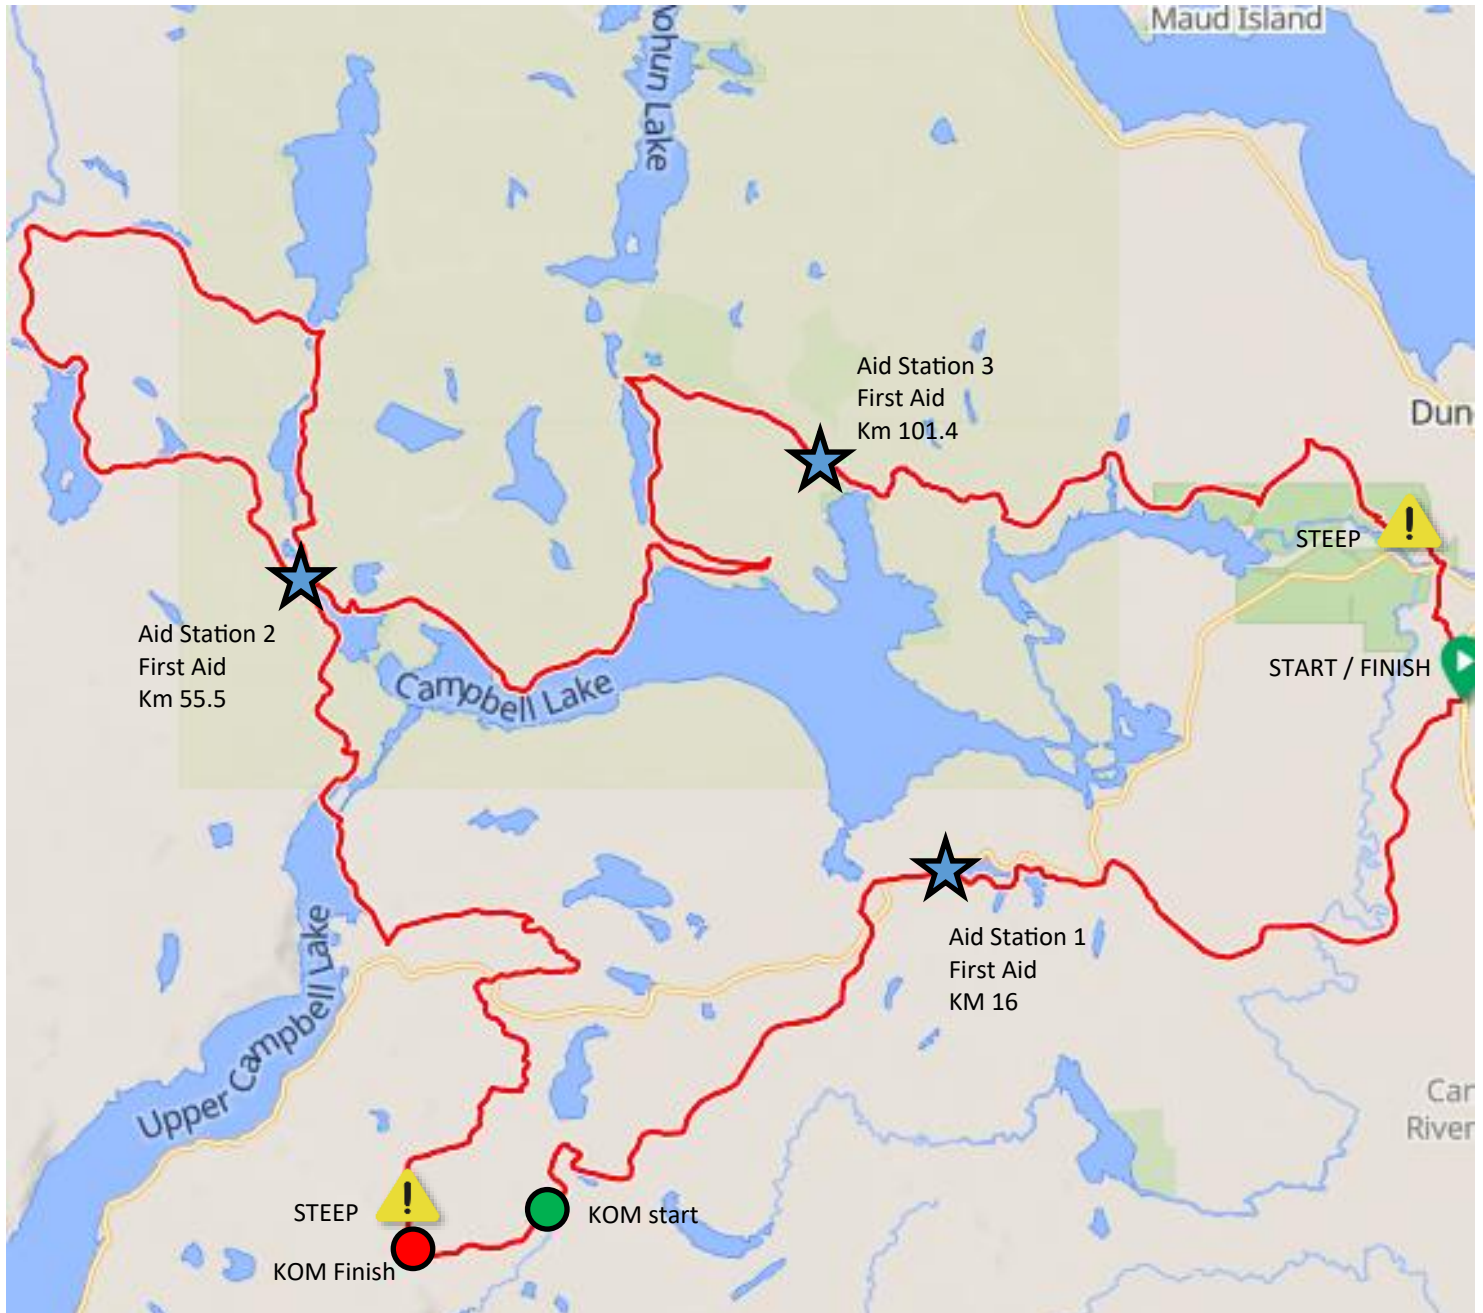 Maud Island
ohun Lake
Aid Station 3
First Aid
Km 101.4
Dun
STEEP
Aid Station 2
First Aid
Km 55.5
START / FINISH
Campbell Lake
Aid Station 1
First Aid
KM 16
Upper Campbell Lake
Car
River
STEEP
KOM start
KOM Finish